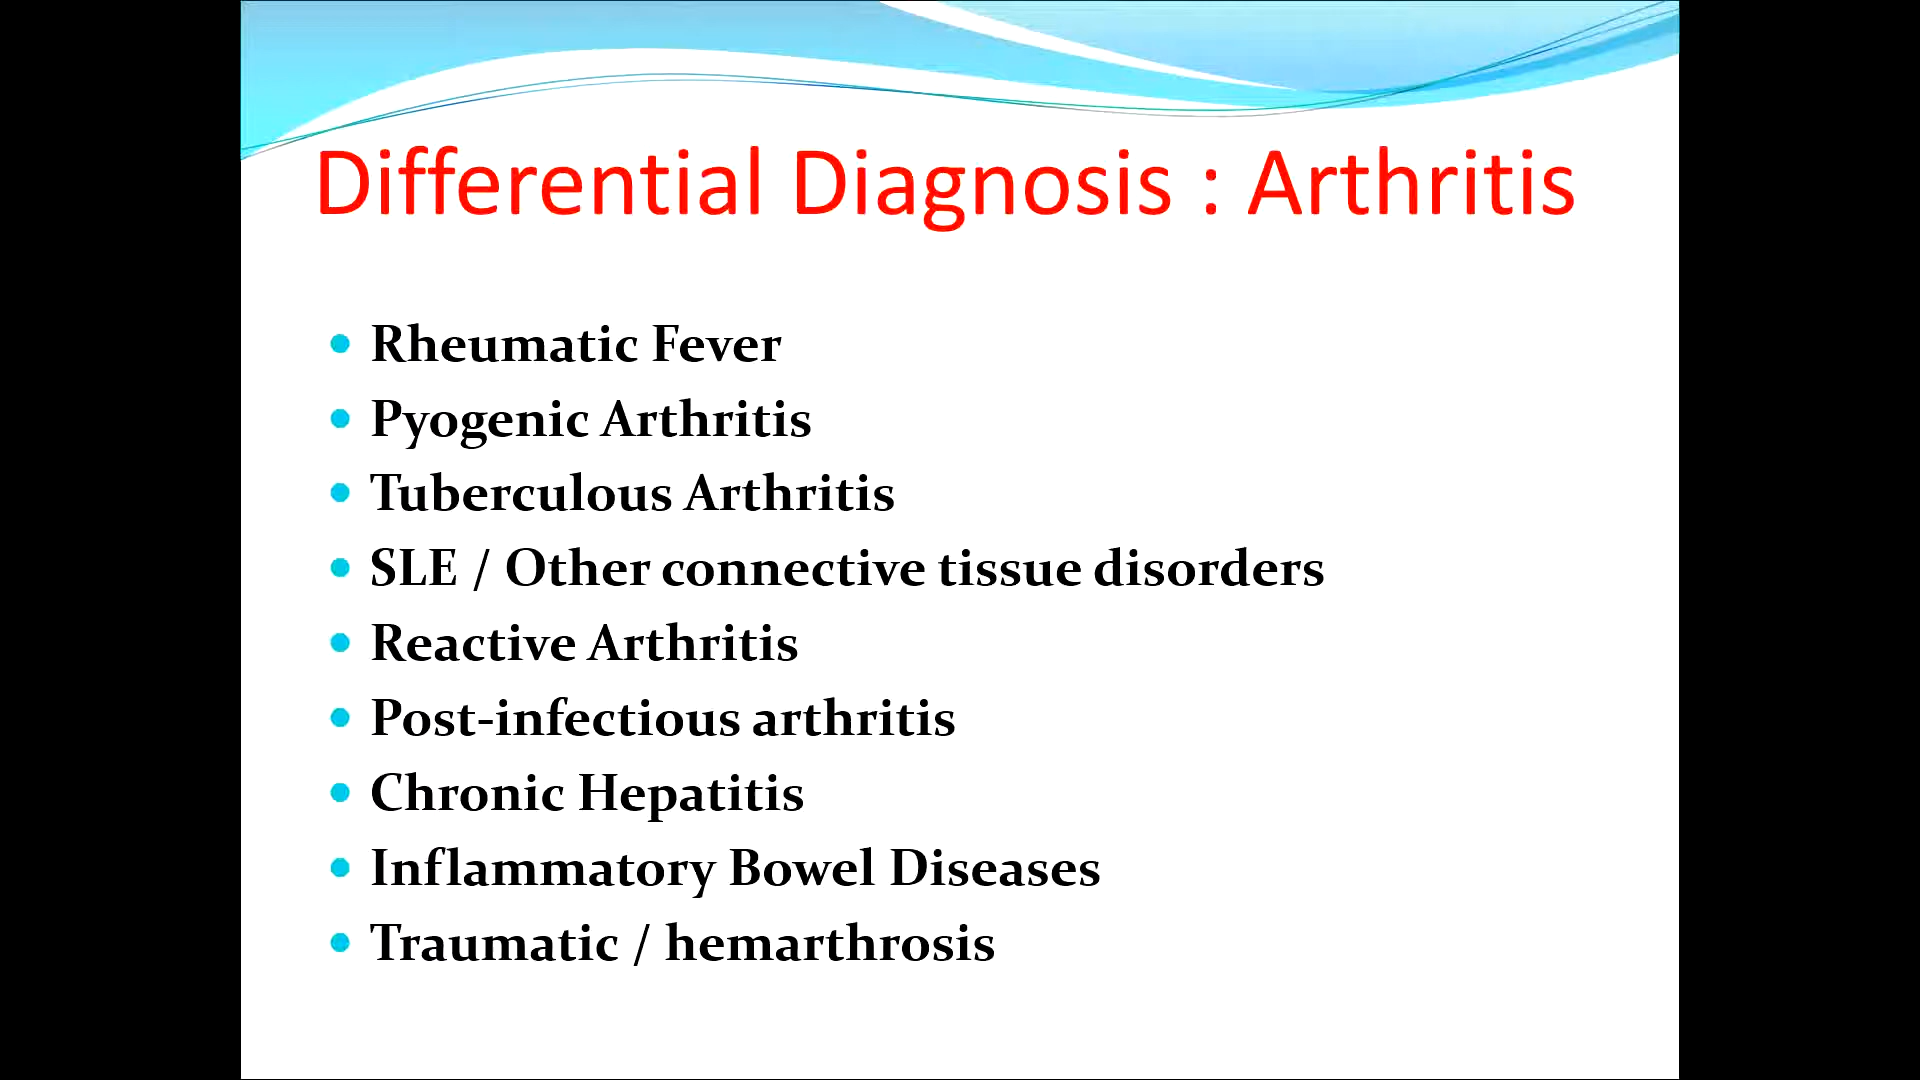 Differential Diagnosis : Arthritis
Rheumatic Fever
Pyogenic Arthritis
Tuberculous Arthritis
SLE / Other connective tissue disorders
Reactive Arthritis
Post-infectious arthritis
Chronic Hepatitis
Inflammatory Bowel Diseases
Traumatic / hemarthrosis